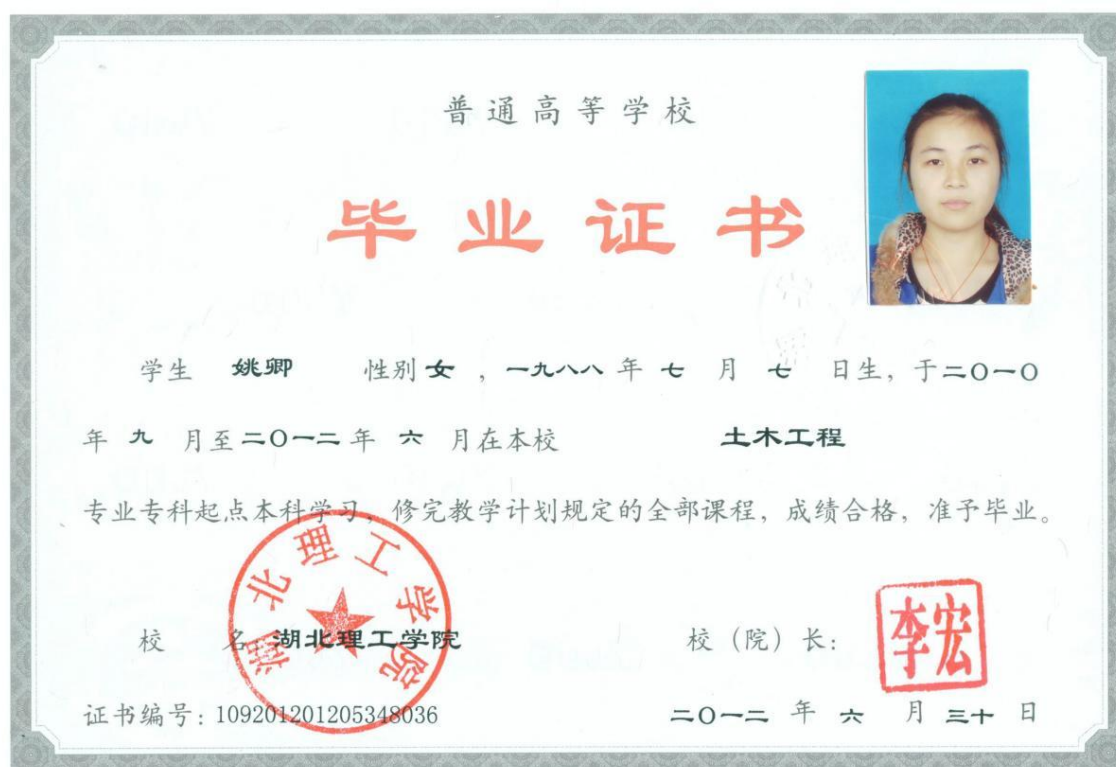 普通高等学校
毕业证书
学生 姚卿 性别 女 ，一九八八 年 七 月 七 日生，于二〇一〇
年 九 月至二〇一二年 六 月在本校 土木工程
专业专科起点本科学习，修完教学计划规定的全部课程，成绩合格，准予毕业。
湖北理工学院
校 名：湖北理工学院 校（院）长：李宏
证书编号：109201201205348036 二〇一二 年 六 月 三十 日